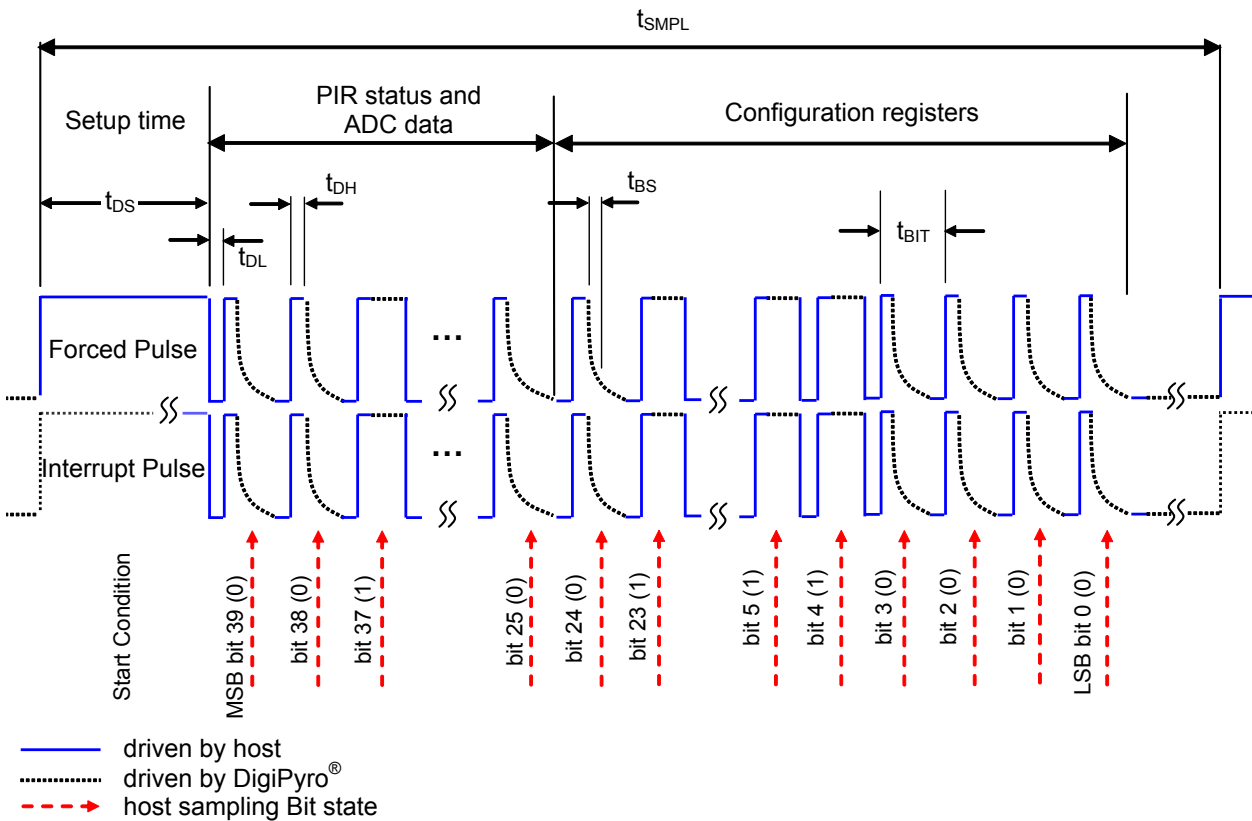 tSMPL
Setup time
PIR status and
ADC data
Configuration registers
tDS
tDH
tBS
tBIT
tDL
Forced Pulse
...
Interrupt Pulse
...
Start Condition
MSB bit 39 (0)
bit 38 (0)
bit 37 (1)
bit 25 (0)
bit 24 (0)
bit 23 (1)
bit 5 (1)
bit 4 (1)
bit 3 (0)
bit 2 (0)
bit 1 (0)
LSB bit 0 (0)
driven by host
driven by DigiPyro®
host sampling Bit state